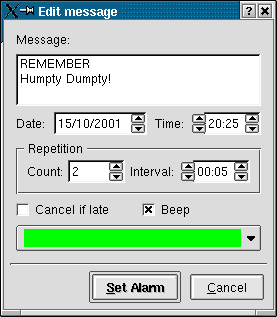 Edit message
Message:
REMEMBER
Humpty Dumpty!
Date: 15/10/2001 Time: 20:25
Repetition
Count: 2 Interval: 00:05
Cancel if late Beep
Set Alarm Cancel